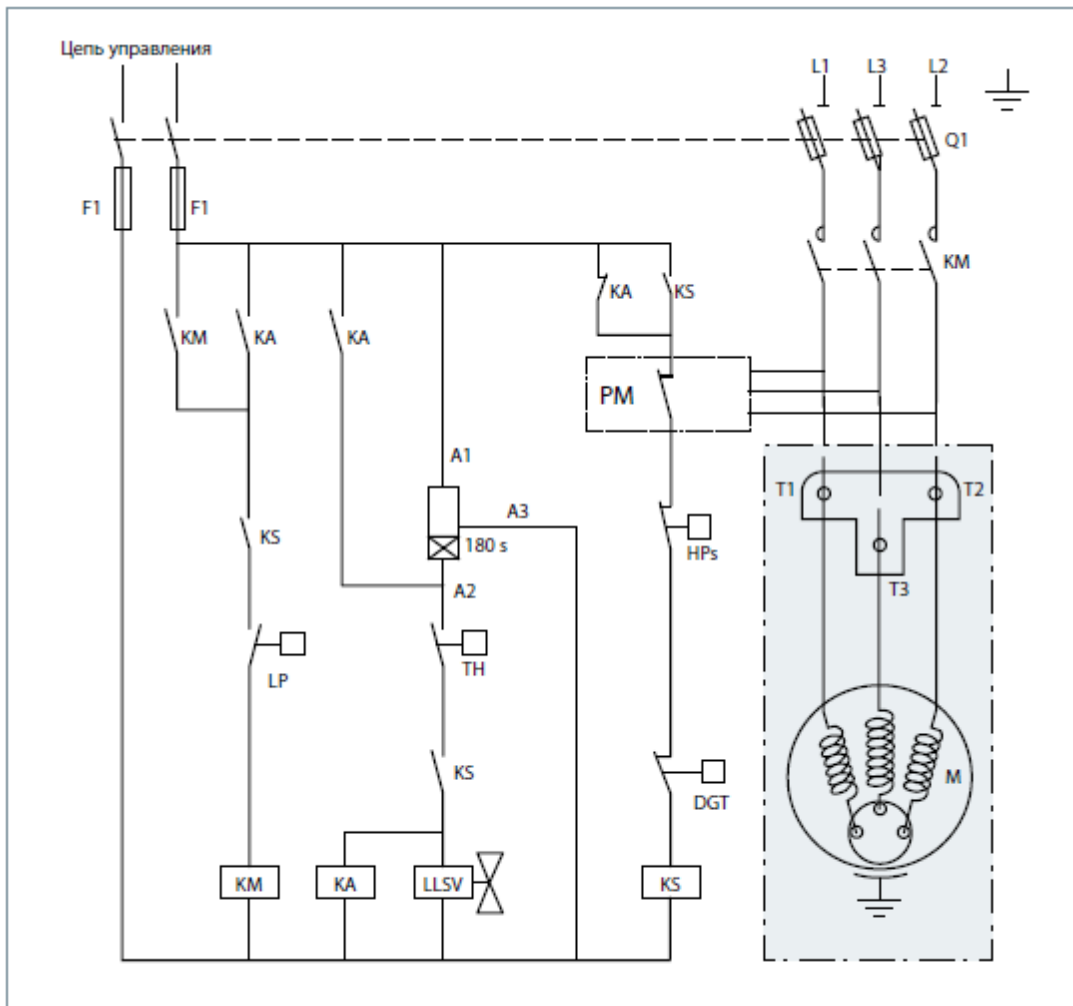 Цепь управления
L1 L3 L2
Q1
F1 F1
KM
KA KS
KM KA KA
PM
A1
T1 T2
A3
KS 180 s
HPs
A2
T3
LP TH
KS M
DGT
KM KA LLSV KS